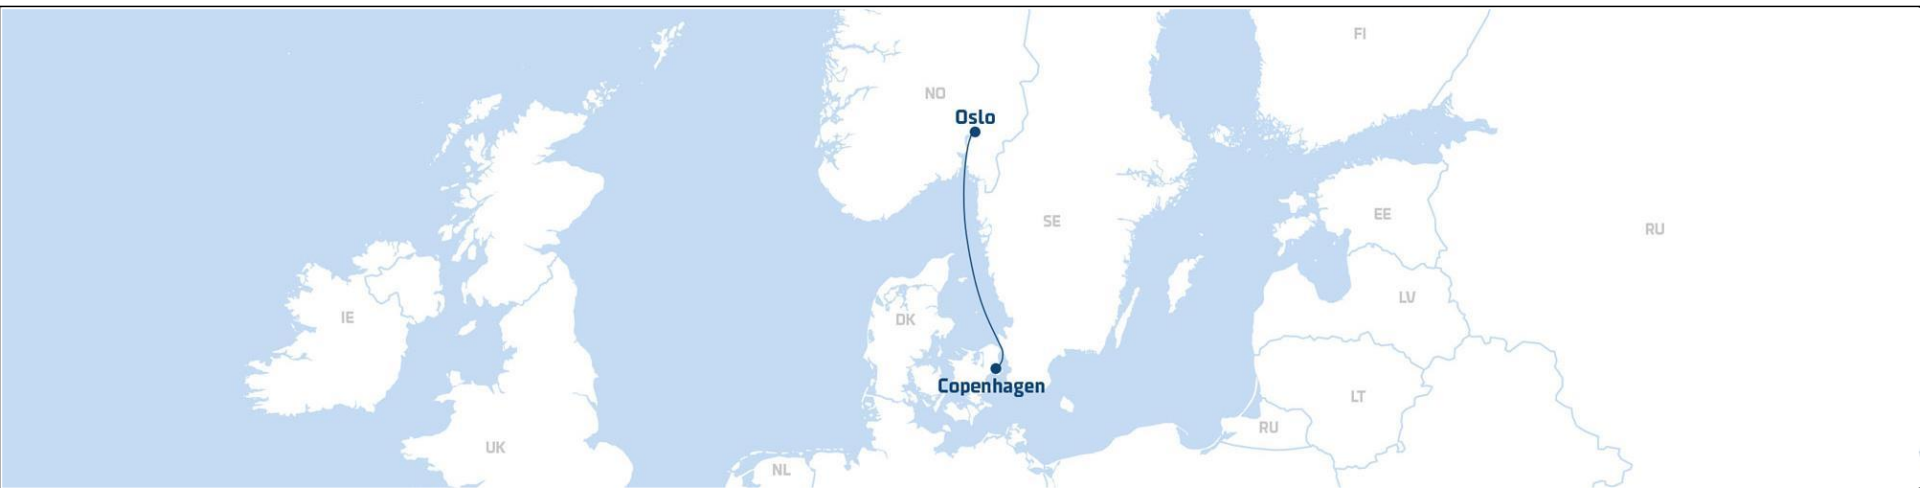 FI
NO
Oslo
EE
SE
RU
LV
IE
DK
Copenhagen
LT
RU
UK
NL